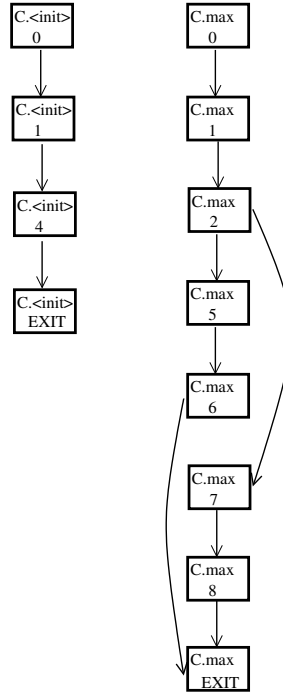 C.<init>
0
C.<init>
1
C.<init>
4
C.<init>
EXIT
C.max
0
C.max
1
C.max
2
C.max
5
C.max
6
C.max
7
C.max
8
C.max
EXIT